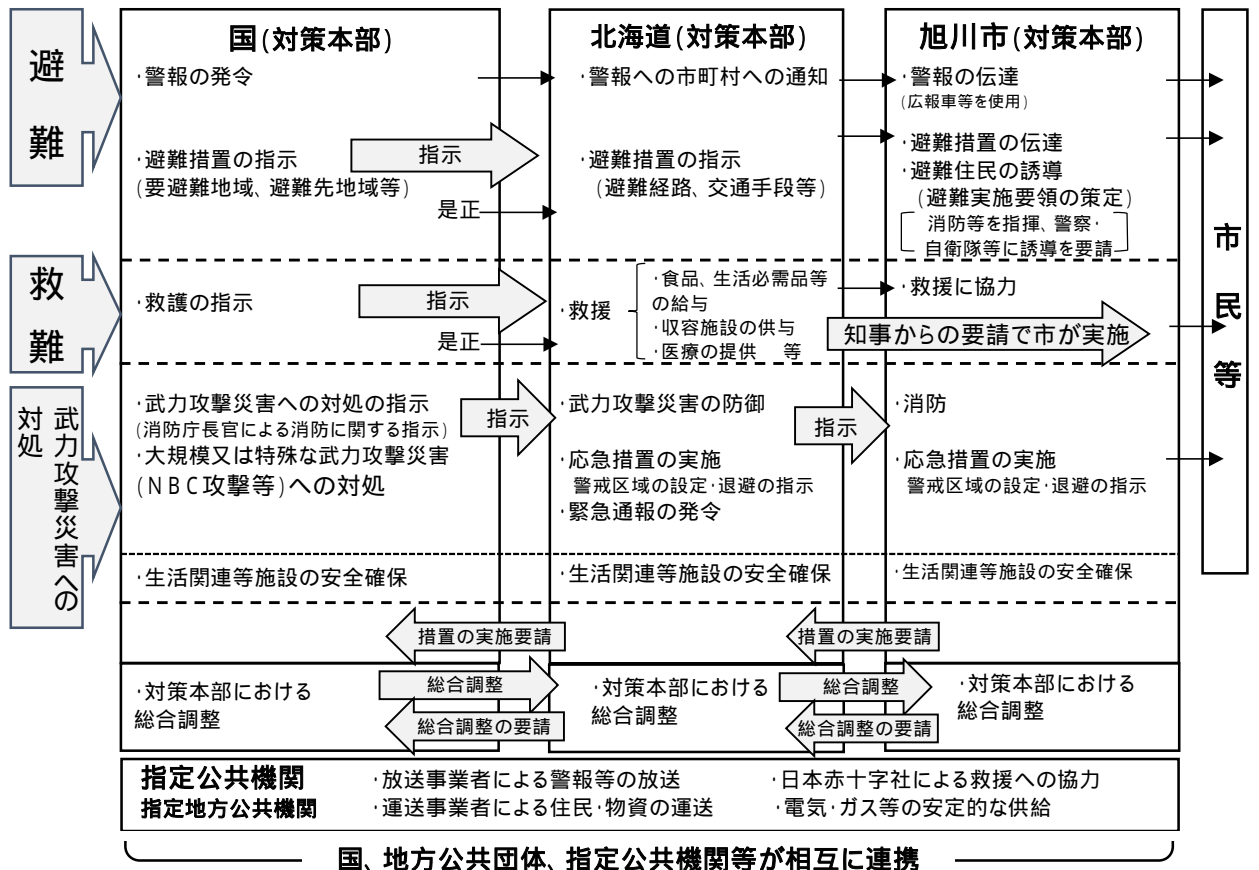 避難
国(対策本部)
・警報の発令
・避難措置の指示
(要避難地域、避難先地域等)
指示
是正
北海道(対策本部)
・警報への市町村への通知
・避難措置の指示
(避難経路、交通手段等)
旭川市(対策本部)
・警報の伝達
(広報車等を使用)
・避難措置の伝達
・避難住民の誘導
(避難実施要領の策定)
消防等を指揮、警察・
自衛隊等に誘導を要請
市民等
救難
・救護の指示
指示
是正
・救援
・食品、生活必需品等
の給与
・収容施設の供与
・医療の提供 等
・救援に協力
知事からの要請で市が実施
武力攻撃災害への
対処
・武力攻撃災害への対処の指示
(消防庁長官による消防に関する指示)
・大規模又は特殊な武力攻撃災害
(NBC攻撃等)への対処
指示
・武力攻撃災害の防御
・応急措置の実施
警戒区域の設定・退避の指示
・緊急通報の発令
指示
・消防
・応急措置の実施
警戒区域の設定・退避の指示
・生活関連等施設の安全確保
・生活関連等施設の安全確保
・生活関連等施設の安全確保
措置の実施要請
措置の実施要請
・対策本部における
総合調整
総合調整
総合調整の要請
・対策本部における
総合調整
総合調整
総合調整の要請
・対策本部における
総合調整
指定公共機関
指定地方公共機関
・放送事業者による警報等の放送
・運送事業者による住民・物資の運送
・日本赤十字社による救援への協力
・電気・ガス等の安定的な供給
国、地方公共団体、指定公共機関等が相互に連携